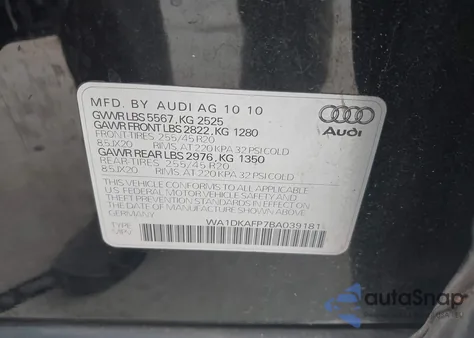 MFD. BY AUDI AG 10 10
GVWR LBS 5567, KG 2525
GAWR FRONT LBS 2822, KG 1280
FRONT-TIRES 255/45 R20
8.5JX20 RIMS AT 220 KPA 32 PSI COLD
GAWR REAR LBS 2976, KG 1350
REAR-TIRES 255/45 R20
8.5JX20 RIMS AT 220 KPA 32 PSI COLD
THIS VEHICLE CONFORMS TO ALL APPLICABLE
U.S. FEDERAL MOTOR VEHICLE SAFETY AND
THEFT PREVENTION STANDARDS IN EFFECT
ON THE DATE OF MANUFACTURE SHOWN ABOVE
GERMANY
WA1DKAFP7BA039181
TYPE:
MPV
Audi
autoSnap